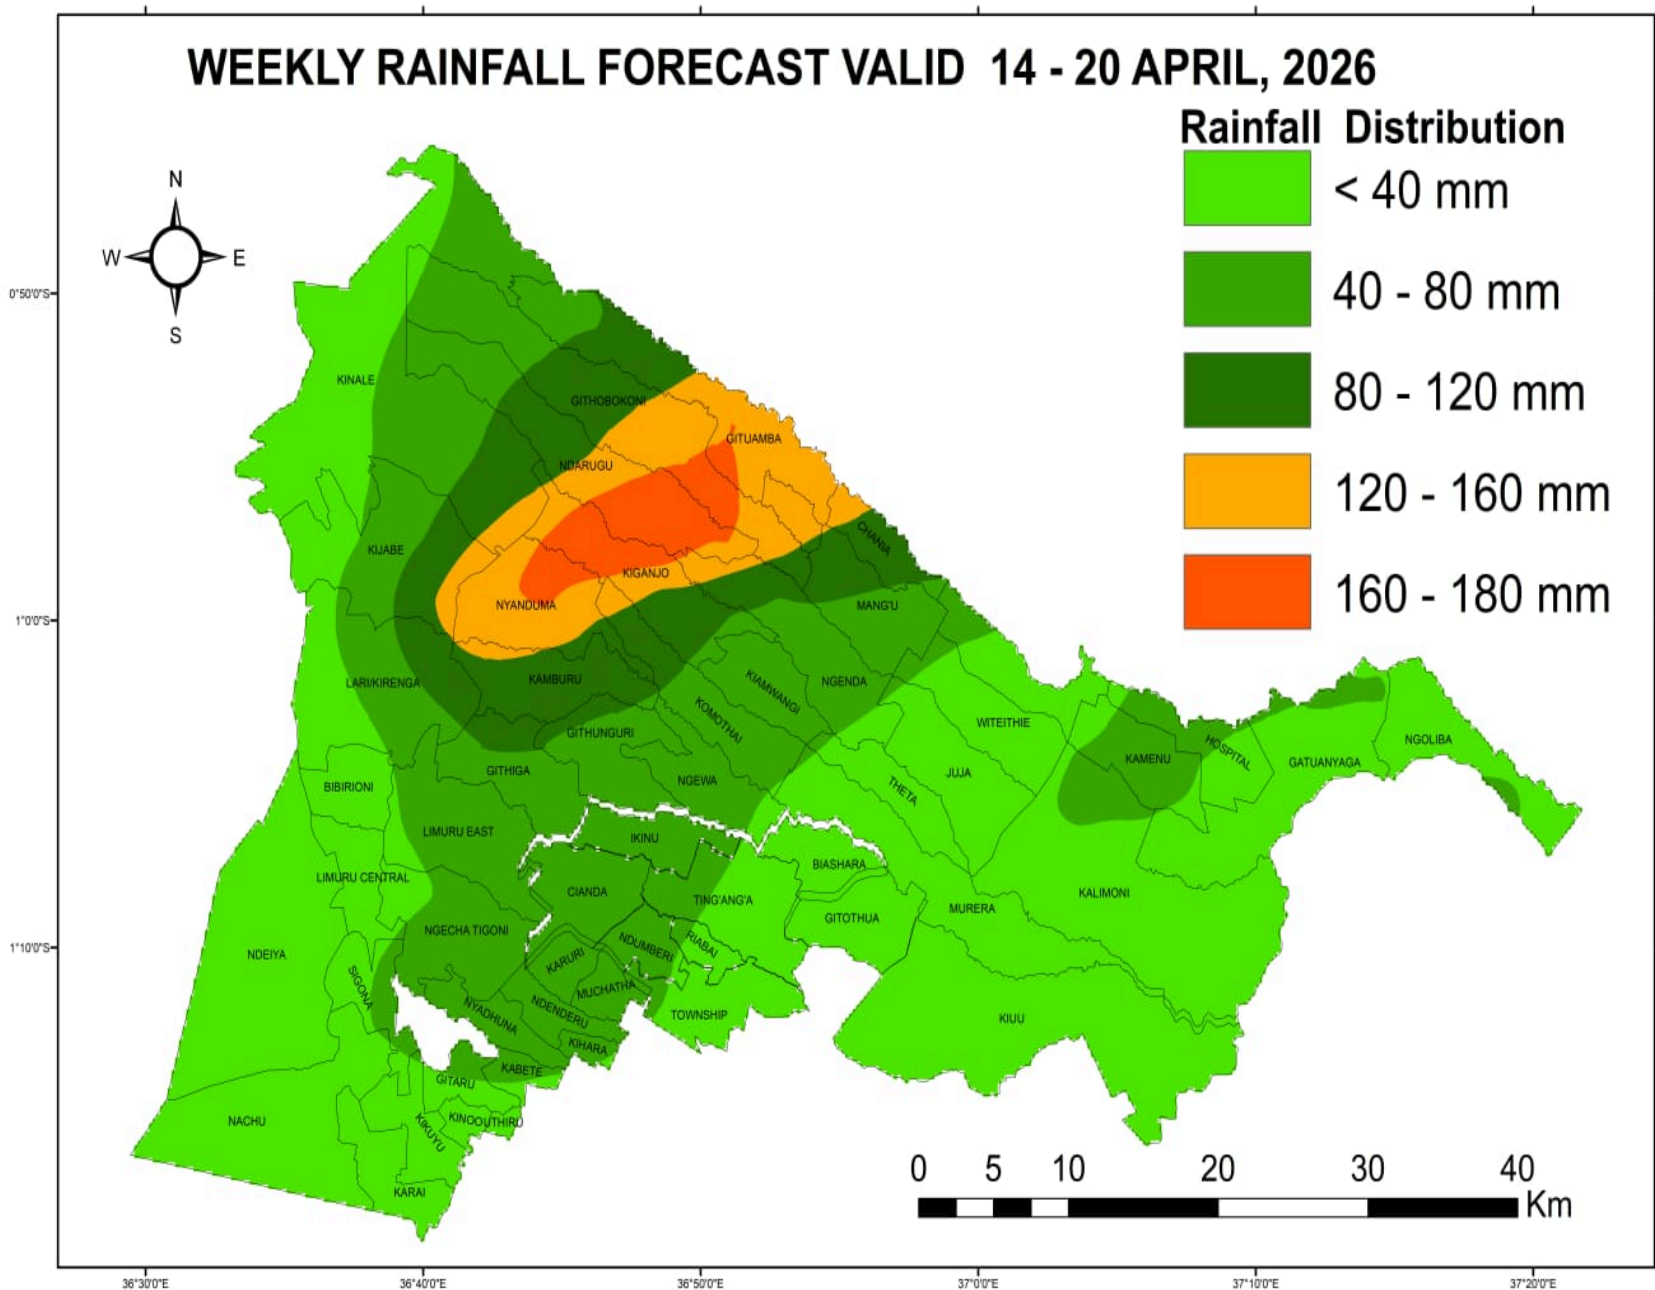 WEEKLY RAINFALL FORECAST VALID 14 - 20 APRIL, 2026
Rainfall Distribution
< 40 mm
40 - 80 mm
80 - 120 mm
120 - 160 mm
160 - 180 mm
N
W
E
S
0°50'0"S
1°0'0"S
1°10'0"S
KINALE
GITHOBOKONI
GITUAMBA
NDARUGU
CHANIA
KIJABE
KIGANJO
NYANDUMA
MANG'U
LARI/KIRENGA
KAMBURU
KIAMWANGI
NGENDA
KOMOTHAI
GITHUNGURI
WITEITHIE
HOSPITAL
NGOLIBA
KAMENU
GATUANYAGA
GITHIGA
NGEWA
JUJA
THETA
BIBIRIONI
LIMURU EAST
IKINU
BIASHARA
LIMURU CENTRAL
CIANDA
TING'ANG'A
KALIMONI
GITOTHUA
MURERA
NGECHA TIGONI
NDUMBERI
RIABAI
NDEIYA
KARURI
SIGONA
MUCHATHA
NYADHUNA
NDENDERU
TOWNSHIP
KIUU
KIHARA
KABETE
GITARU
NACHU
KIKUYU
KINOOUTHIRU
KARAI
0 5 10 20 30 40
Km
36°30'0"E 36°40'0"E 36°50'0"E 37°0'0"E 37°10'0"E 37°20'0"E